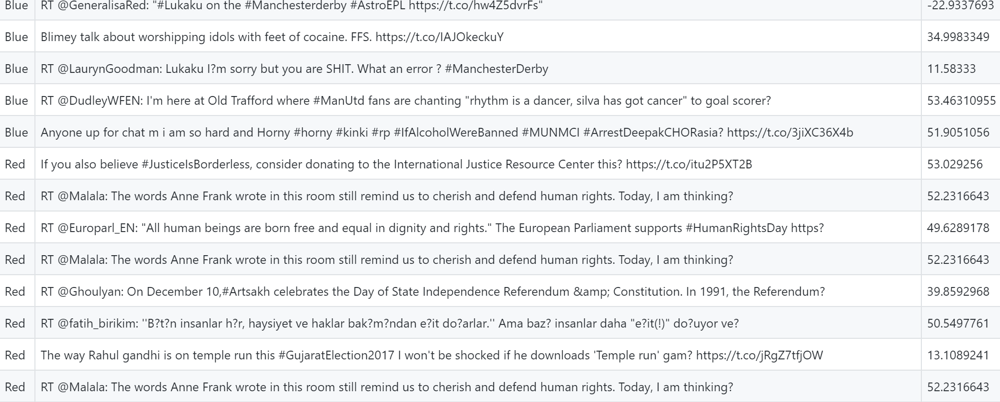 Blue RT @GeneralisaRed: "#Lukaku on the #Manchesterderby #AstroEPL https://t.co/hw4Z5dvrFs" -22.9337693
Blue Blimey talk about worshipping idols with feet of cocaine. FFS. https://t.co/IAJOkeckuY 34.9983349
Blue RT @LaurynGoodman: Lukaku I?m sorry but you are SHIT. What an error ? #ManchesterDerby 11.58333
Blue RT @DudleyWFEN: I'm here at Old Trafford where #ManUtd fans are chanting "rhythm is a dancer, silva has got cancer" to goal scorer? 53.46310955
Blue Anyone up for chat m i am so hard and Horny #horny #kinki #rp #IfAlcoholWereBanned #MUNMCI #ArrestDeepakCHORasia? https://t.co/3jiXC36X4b 51.9051056
Red If you also believe #JusticeIsBorderless, consider donating to the International Justice Resource Center this? https://t.co/itu2P5XT2B 53.029256
Red RT @Malala: The words Anne Frank wrote in this room still remind us to cherish and defend human rights. Today, I am thinking? 52.2316643
Red RT @Europarl_EN: "All human beings are born free and equal in dignity and rights." The European Parliament supports #HumanRightsDay https? 49.6289178
Red RT @Malala: The words Anne Frank wrote in this room still remind us to cherish and defend human rights. Today, I am thinking? 52.2316643
Red RT @Ghoulyan: On December 10,#Artsakh celebrates the Day of State Independence Referendum &amp; Constitution. In 1991, the Referendum? 39.8592968
Red RT @fatih_birikim: ''B?t?n insanlar h?r, haysiyet ve haklar bak?m?ndan e?it do?arlar.'' Ama baz? insanlar daha "e?it(!)" do?uyor ve? 50.5497761
Red The way Rahul gandhi is on temple run this #GujaratElection2017 I won't be shocked if he downloads 'Temple run' gam? https://t.co/jRgZ7tfjOW 13.1089241
Red RT @Malala: The words Anne Frank wrote in this room still remind us to cherish and defend human rights. Today, I am thinking? 52.2316643